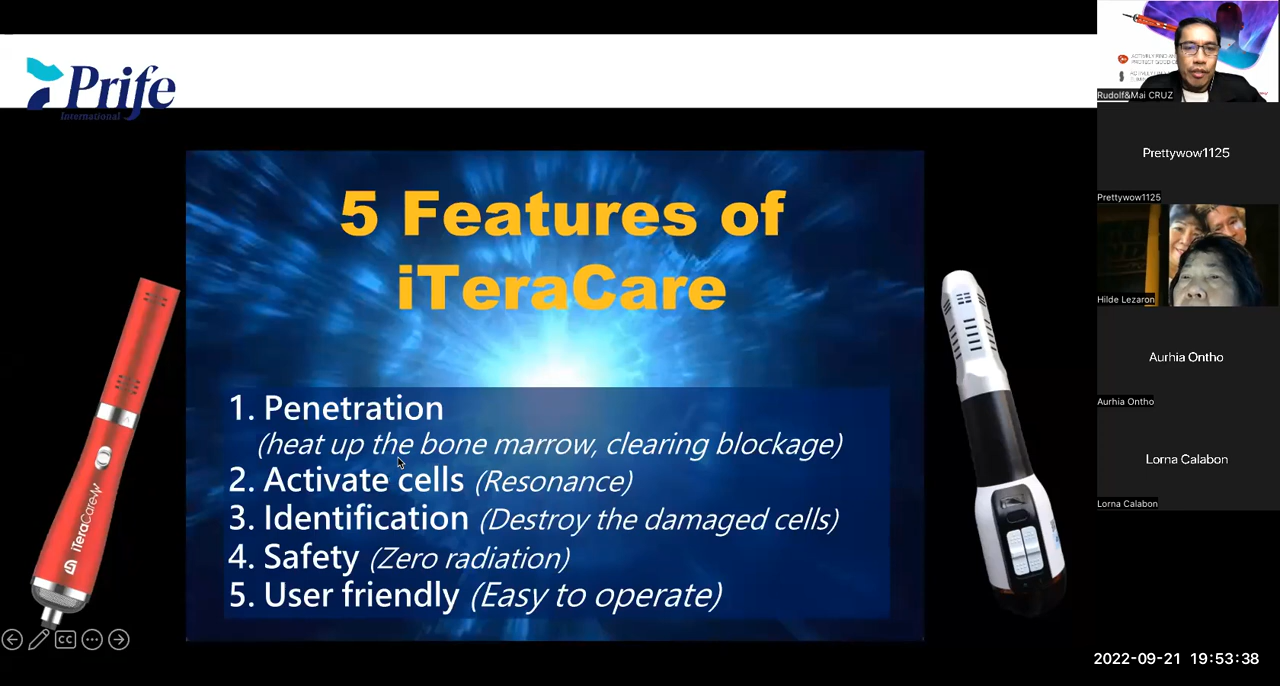 Prife
International
5 Features of
iTeraCare
1. Penetration
(heat up the bone marrow, clearing blockage)
2. Activate cells (Resonance)
3. Identification (Destroy the damaged cells)
4. Safety (Zero radiation)
5. User friendly (Easy to operate)
iTeraCare
CC
Rudolf&Mai CRUZ
Prettywow1125
Prettywow1125
Hilde Lezaron
Aurhia Ontho
Aurhia Ontho
Lorna Calabon
Lorna Calabon
2022-09-21 19:53:38